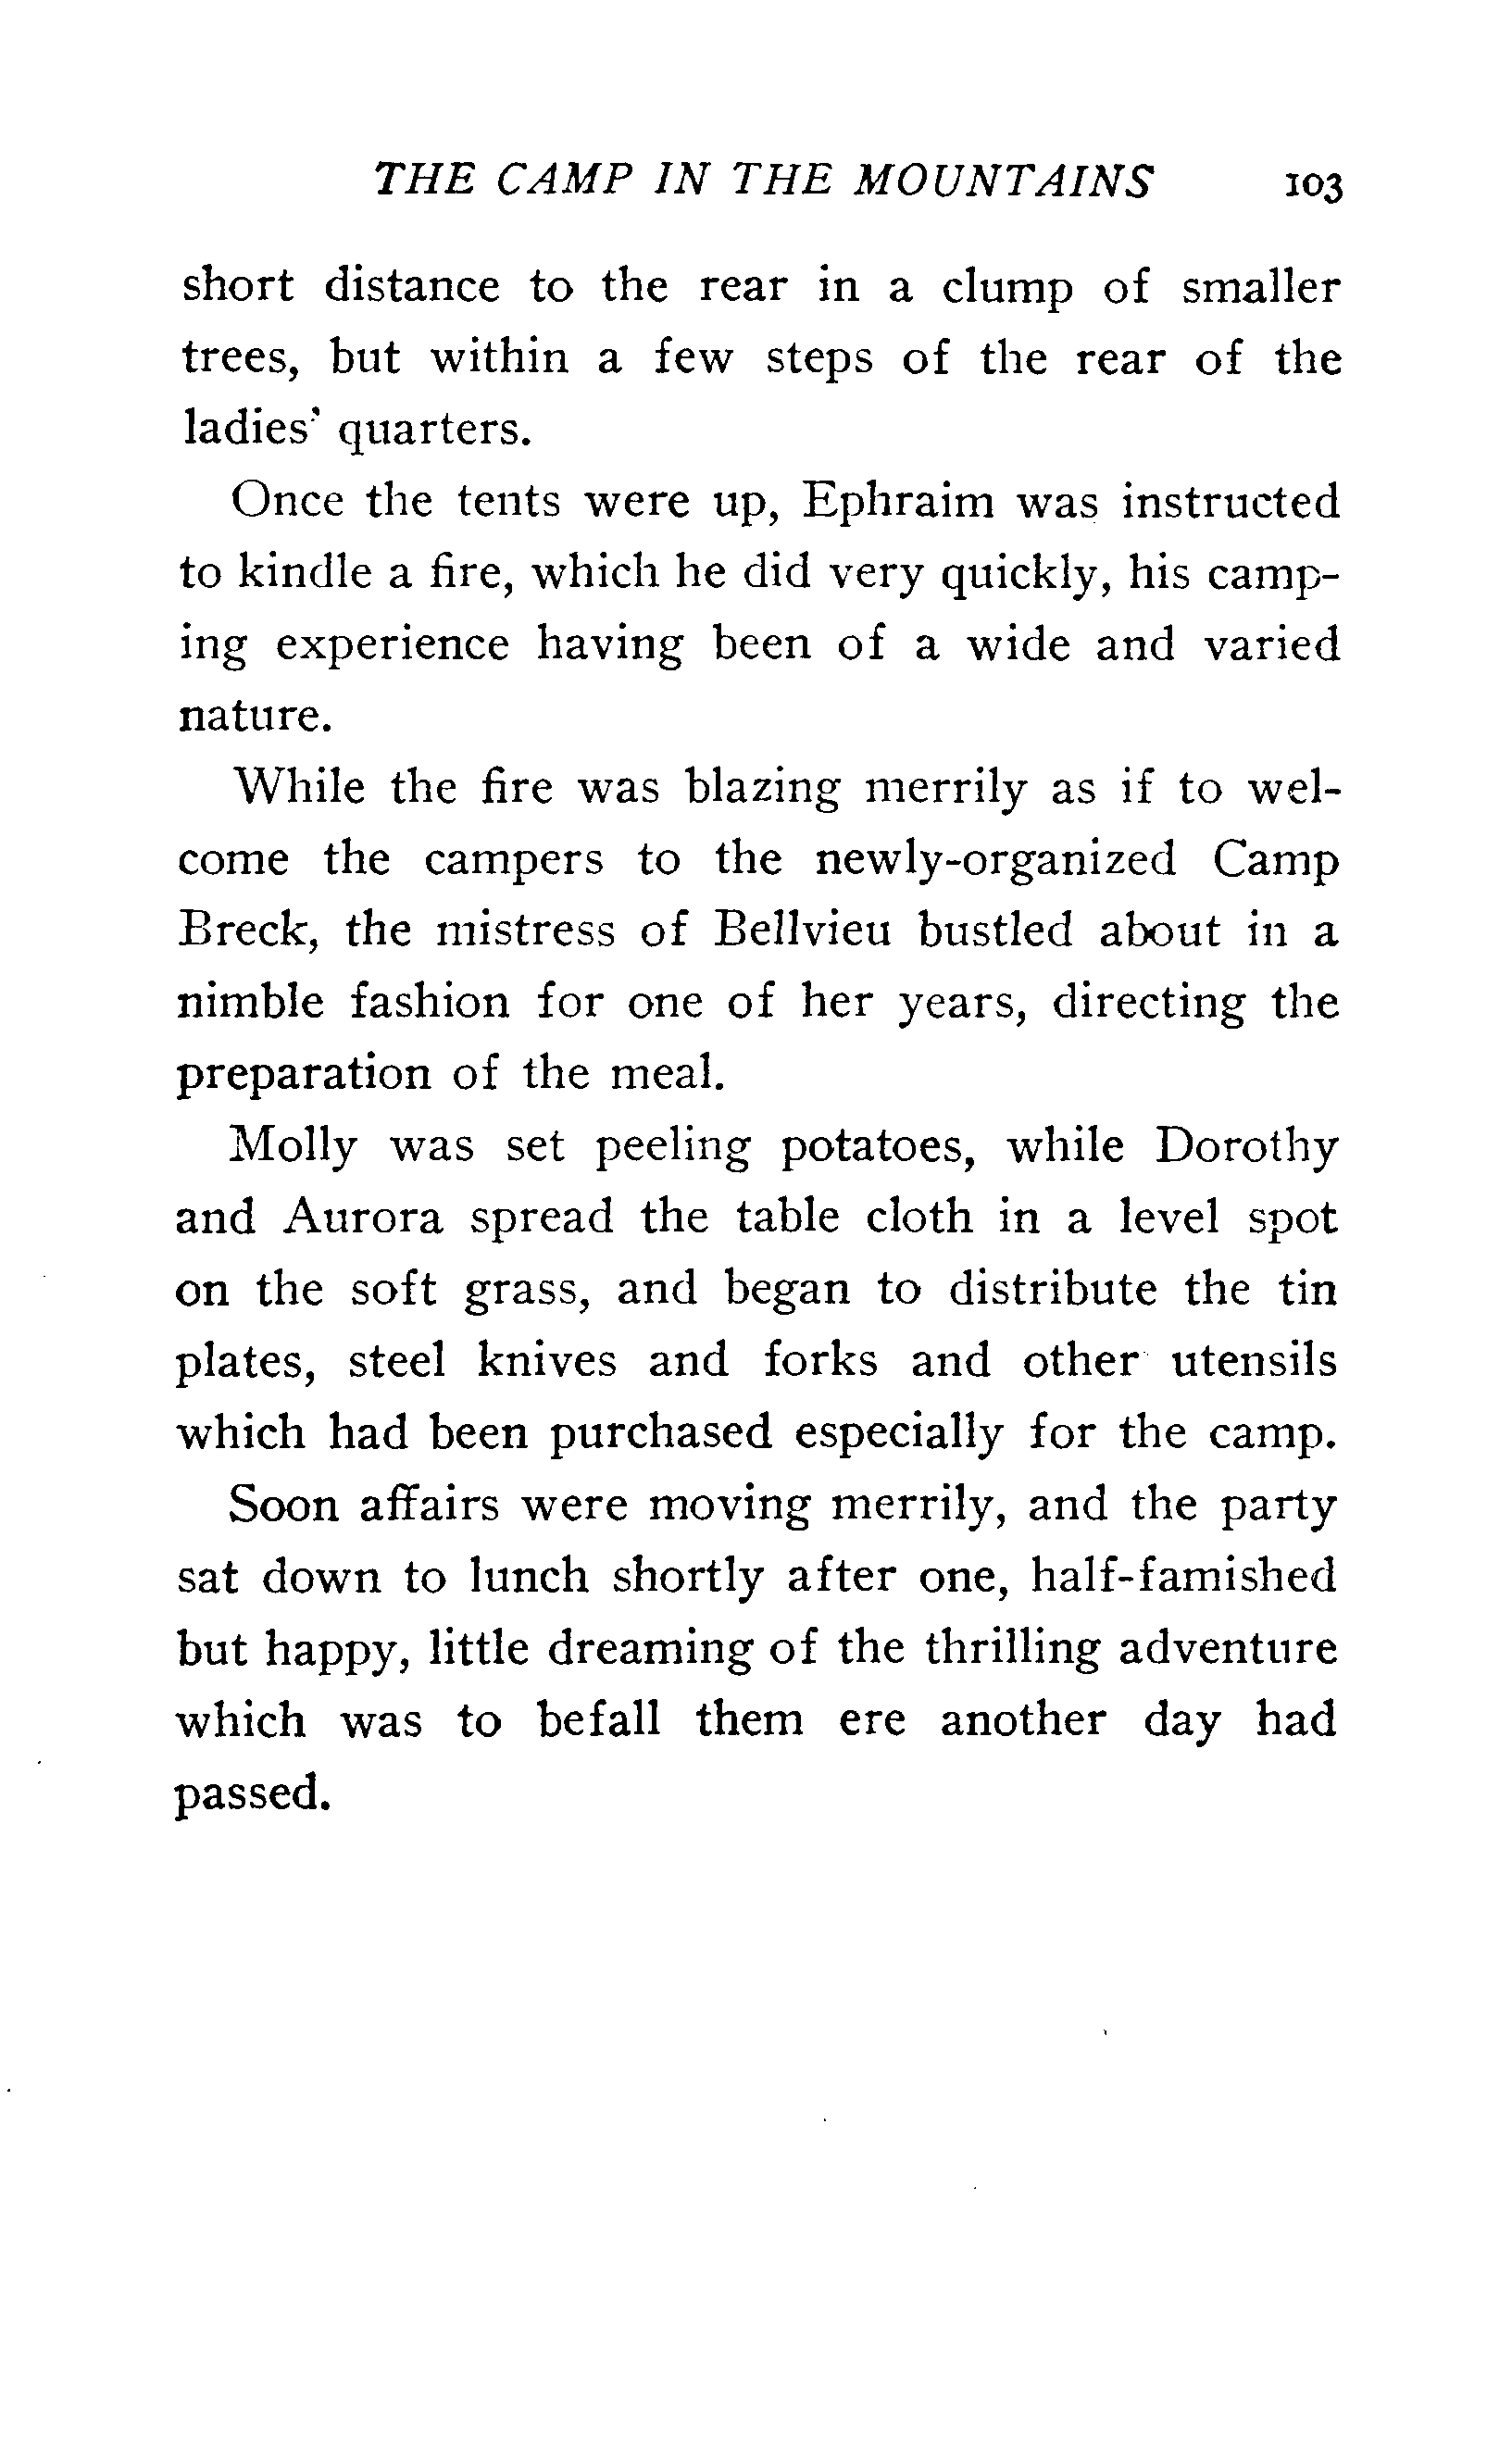 THE CAMP IN THE MOUNTAINS 103
short distance to the rear in a clump of smaller
trees, but within a few steps of the rear of the
ladies' quarters.
Once the tents were up, Ephraim was instructed
to kindle a fire, which he did very quickly, his camp-
ing experience having been of a wide and varied
nature.
While the fire was blazing merrily as if to wel-
come the campers to the newly-organized Camp
Breck, the mistress of Bellvieu bustled about in a
nimble fashion for one of her years, directing the
preparation of the meal.
Molly was set peeling potatoes, while Dorothy
and Aurora spread the table cloth in a level spot
on the soft grass, and began to distribute the tin
plates, steel knives and forks and other utensils
which had been purchased especially for the camp.
Soon affairs were moving merrily, and the party
sat down to lunch shortly after one, half-famished
but happy, little dreaming of the thrilling adventure
which was to befall them ere another day had
passed.